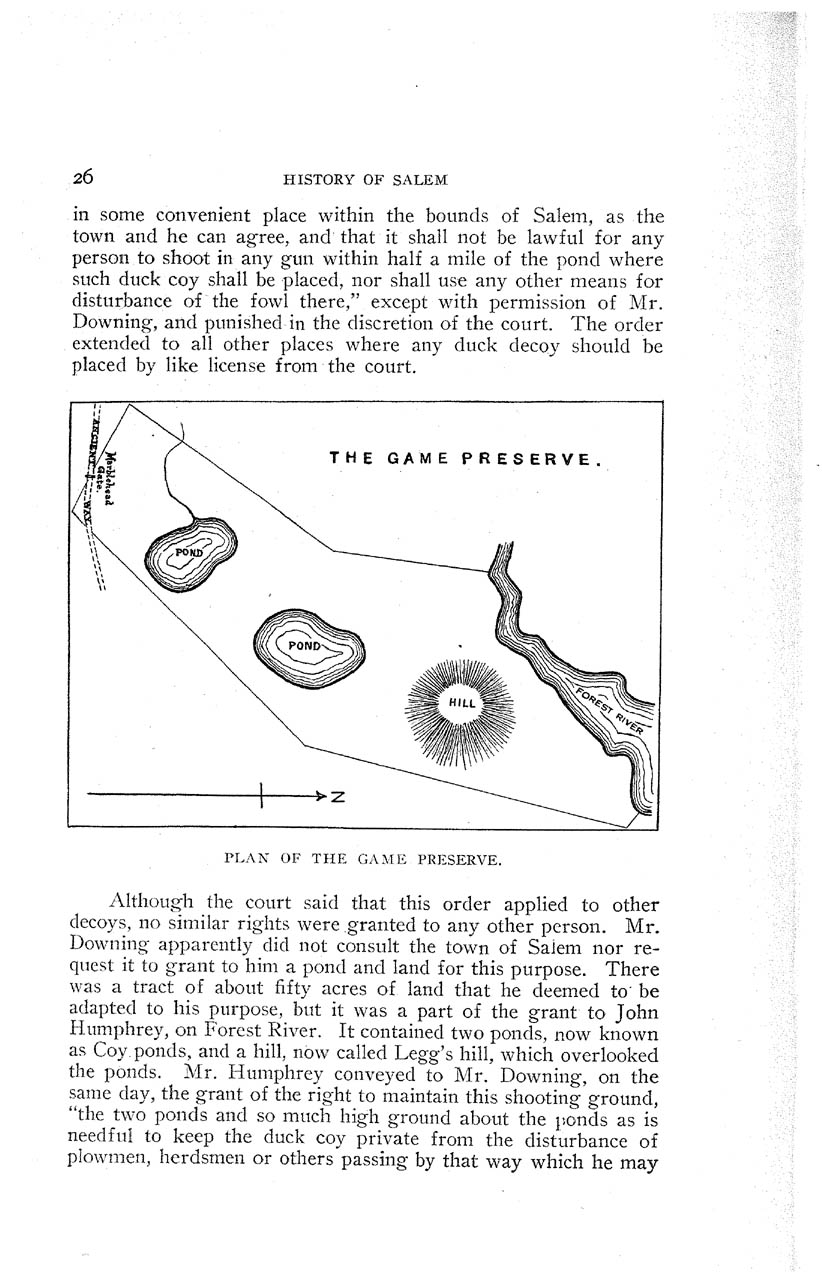 26 HISTORY OF SALEM
in some convenient place within the bounds of Salem, as the
town and he can agree, and that it shall not be lawful for any
person to shoot in any gun within half a mile of the pond where
such duck coy shall be placed, nor shall use any other means for
disturbance of the fowl there,” except with permission of Mr.
Downing, and punished in the discretion of the court. The order
extended to all other places where any duck decoy should be
placed by like license from the court.
THE GAME PRESERVE.
ANCIENT WAY
Marblehead
Gate.
POND
POND
HILL
FOREST RIVER
N
PLAN OF THE GAME PRESERVE.
Although the court said that this order applied to other
decoys, no similar rights were granted to any other person. Mr.
Downing apparently did not consult the town of Salem nor re-
quest it to grant to him a pond and land for this purpose. There
was a tract of about fifty acres of land that he deemed to be
adapted to his purpose, but it was a part of the grant to John
Humphrey, on Forest River. It contained two ponds, now known
as Coy ponds, and a hill, now called Legg’s hill, which overlooked
the ponds. Mr. Humphrey conveyed to Mr. Downing, on the
same day, the grant of the right to maintain this shooting ground,
“the two ponds and so much high ground about the ponds as is
needful to keep the duck coy private from the disturbance of
plowmen, herdsmen or others passing by that way which he may